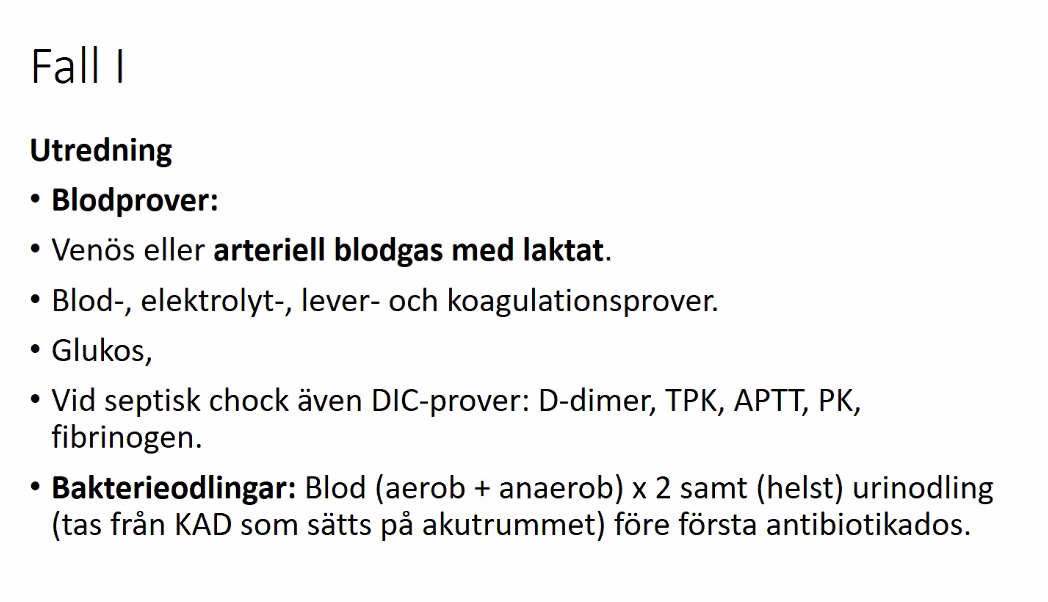 Fall I
Utredning
• Blodprover:
• Venös eller arteriell blodgas med laktat.
• Blod-, elektrolyt-, lever- och koagulationsprover.
• Glukos,
• Vid septisk chock även DIC-prover: D-dimer, TPK, APTT, PK,
fibrinogen.
• Bakterieodlingar: Blod (aerob + anaerob) x 2 samt (helst) urinodling
(tas från KAD som sätts på akutrummet) före första antibiotikados.